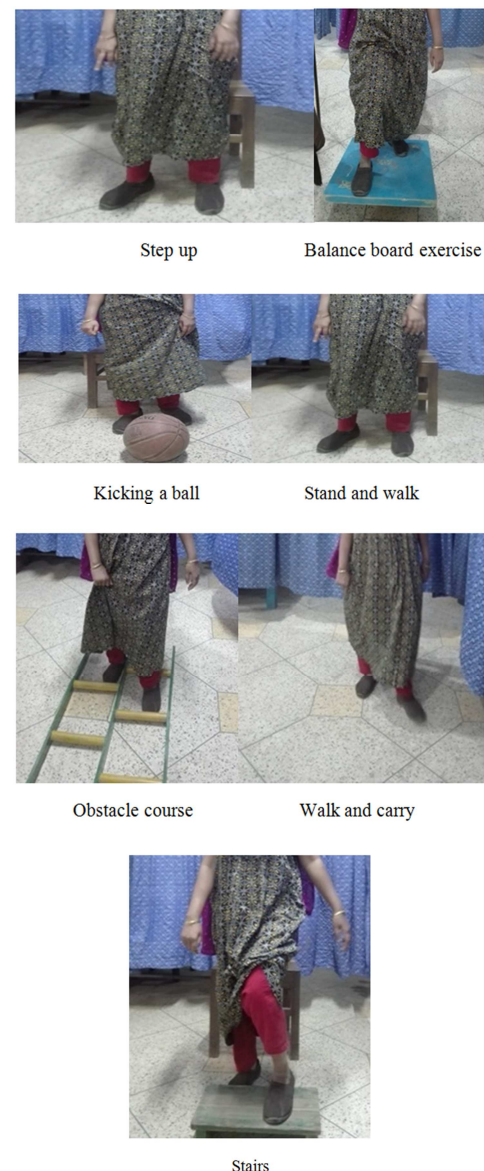 Step up
Balance board exercise
Kicking a ball
Stand and walk
Obstacle course
Walk and carry
Stairs